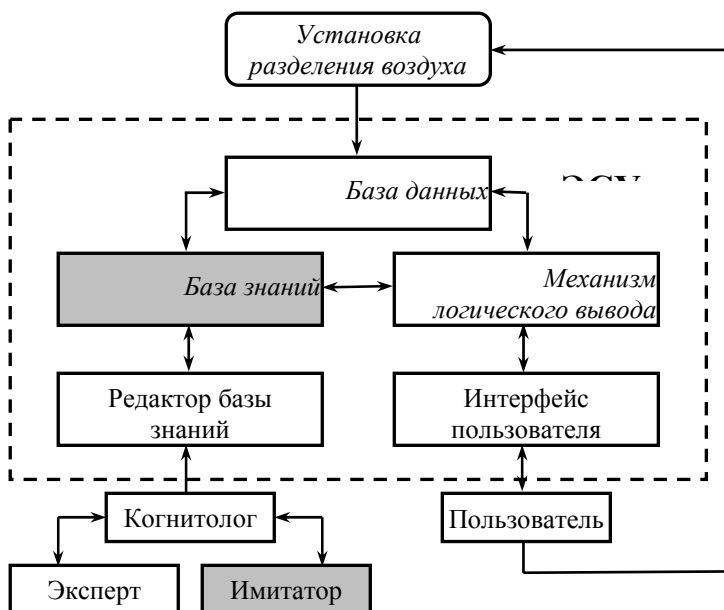 Установка
разделения воздуха
База данных
База знаний
Механизм
логического вывода
Редактор базы
знаний
Интерфейс
пользователя
Когнитолог
Пользователь
Эксперт
Имитатор